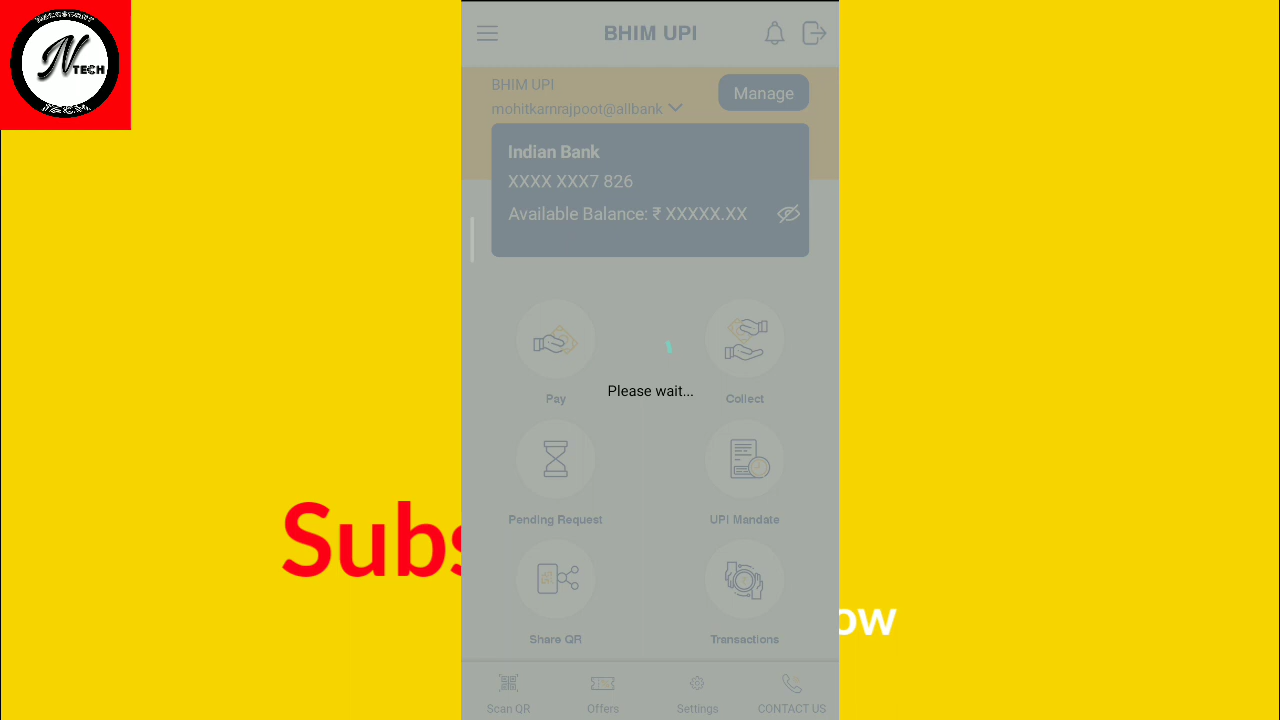 N TECH
TECH
BHIM UPI
BHIM UPI
mohitkamrajpoot@allbank
Manage
Indian Bank
XXXX XXX7 826
Available Balance: ₹ XXXXX.XX
Please wait...
Pay
Collect
Pending Request
UPI Mandate
Share QR
Transactions
Subs
ow
Scan QR
Offers
Settings
CONTACT US